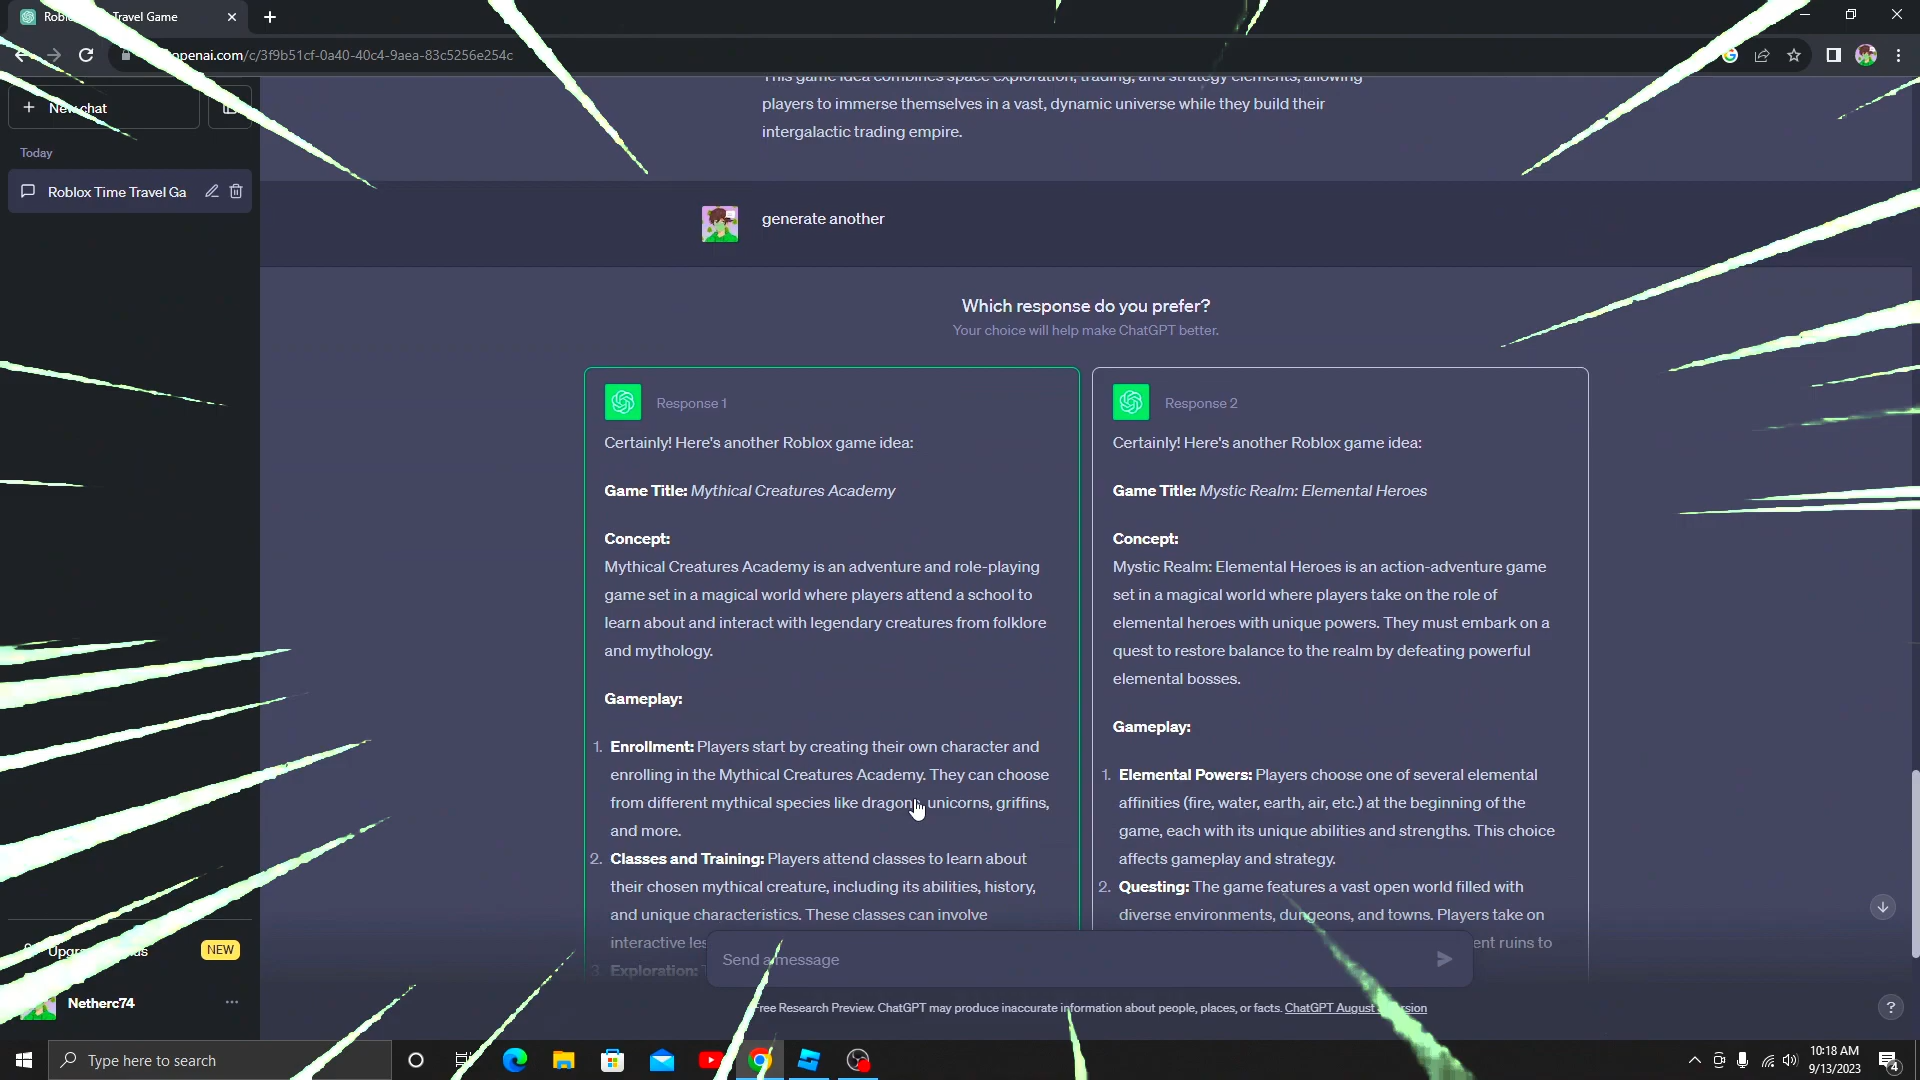 Travel Game
openai.com/c/3f9b51cf-0a40-40c4-9aea-83c5256e254c
New chat
Today
Roblox Time Travel Ga
This game idea combines space exploration, trading, and strategy elements, allowing
players to immerse themselves in a vast, dynamic universe while they build their
intergalactic trading empire.
generate another
Which response do you prefer?
Your choice will help make ChatGPT better.
Response 1
Certainly! Here's another Roblox game idea:
Game Title: Mythical Creatures Academy
Concept:
Mythical Creatures Academy is an adventure and role-playing
game set in a magical world where players attend a school to
learn about and interact with legendary creatures from folklore
and mythology.
Gameplay:
1. Enrollment: Players start by creating their own character and
enrolling in the Mythical Creatures Academy. They can choose
from different mythical species like dragons, unicorns, griffins,
and more.
2. Classes and Training: Players attend classes to learn about
their chosen mythical creature, including its abilities, history,
and unique characteristics. These classes can involve
interactive
3. Exploration:
Response 2
Certainly! Here's another Roblox game idea:
Game Title: Mystic Realm: Elemental Heroes
Concept:
Mystic Realm: Elemental Heroes is an action-adventure game
set in a magical world where players take on the role of
elemental heroes with unique powers. They must embark on a
quest to restore balance to the realm by defeating powerful
elemental bosses.
Gameplay:
1. Elemental Powers: Players choose one of several elemental
affinities (fire, water, earth, air, etc.) at the beginning of the
game, each with its unique abilities and strengths. This choice
affects gameplay and strategy.
2. Questing: The game features a vast open world filled with
diverse environments, dungeons, and towns. Players take on
ruins to
Send a message
Free Research Preview. ChatGPT may produce inaccurate information about people, places, or facts. ChatGPT August
NEW
Netherc74
?
Type here to search
10:18 AM
9/13/2023
4